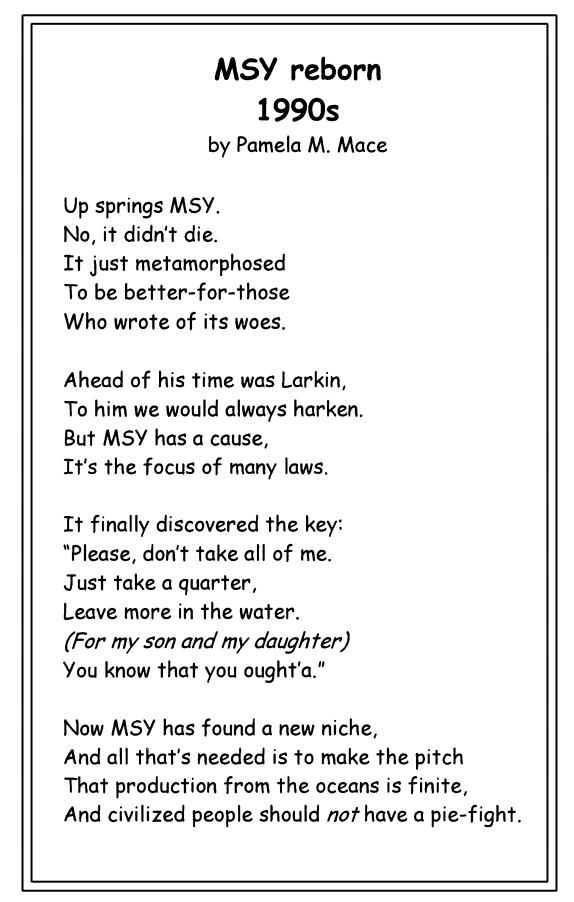 MSY reborn
1990s
by Pamela M. Mace
Up springs MSY.
No, it didn't die.
It just metamorphosed
To be better-for-those
Who wrote of its woes.
Ahead of his time was Larkin,
To him we would always harken.
But MSY has a cause,
It's the focus of many laws.
It finally discovered the key:
"Please, don't take all of me.
Just take a quarter,
Leave more in the water.
(For my son and my daughter)
You know that you ought'a."
Now MSY has found a new niche,
And all that's needed is to make the pitch
That production from the oceans is finite,
And civilized people should not have a pie-fight.